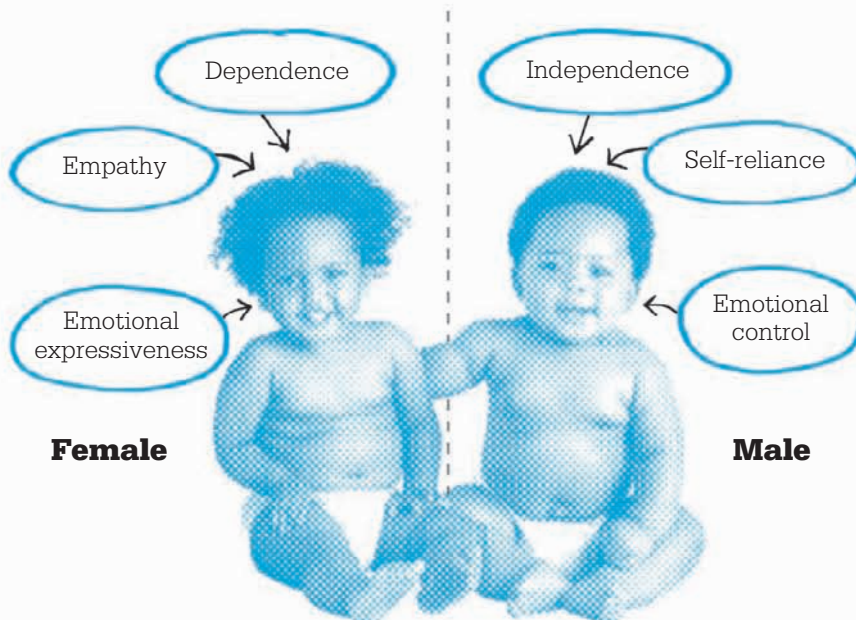 Dependence
Independence
Empathy
Self-reliance
Emotional
expressiveness
Emotional
control
Female
Male